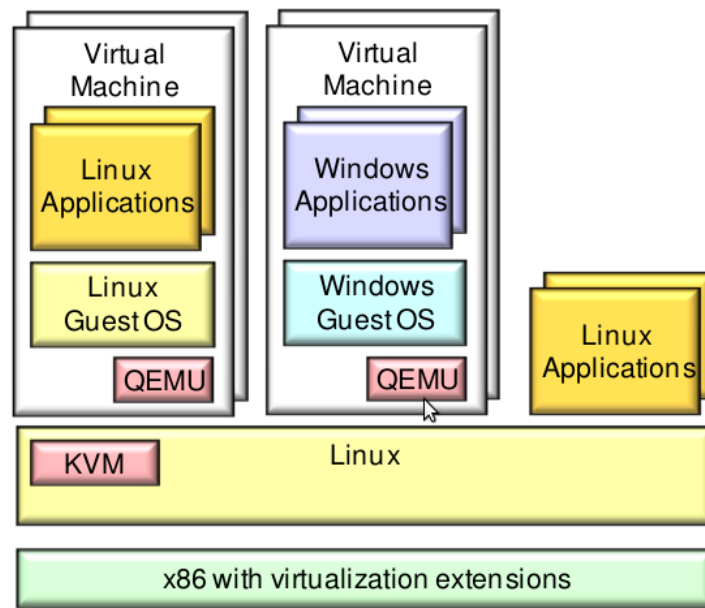 Virtual
Machine
Linux
Applications
Linux
Guest OS
QEMU
Virtual
Machine
Windows
Applications
Windows
Guest OS
QEMU
Linux
Applications
KVM
Linux
x86 with virtualization extensions